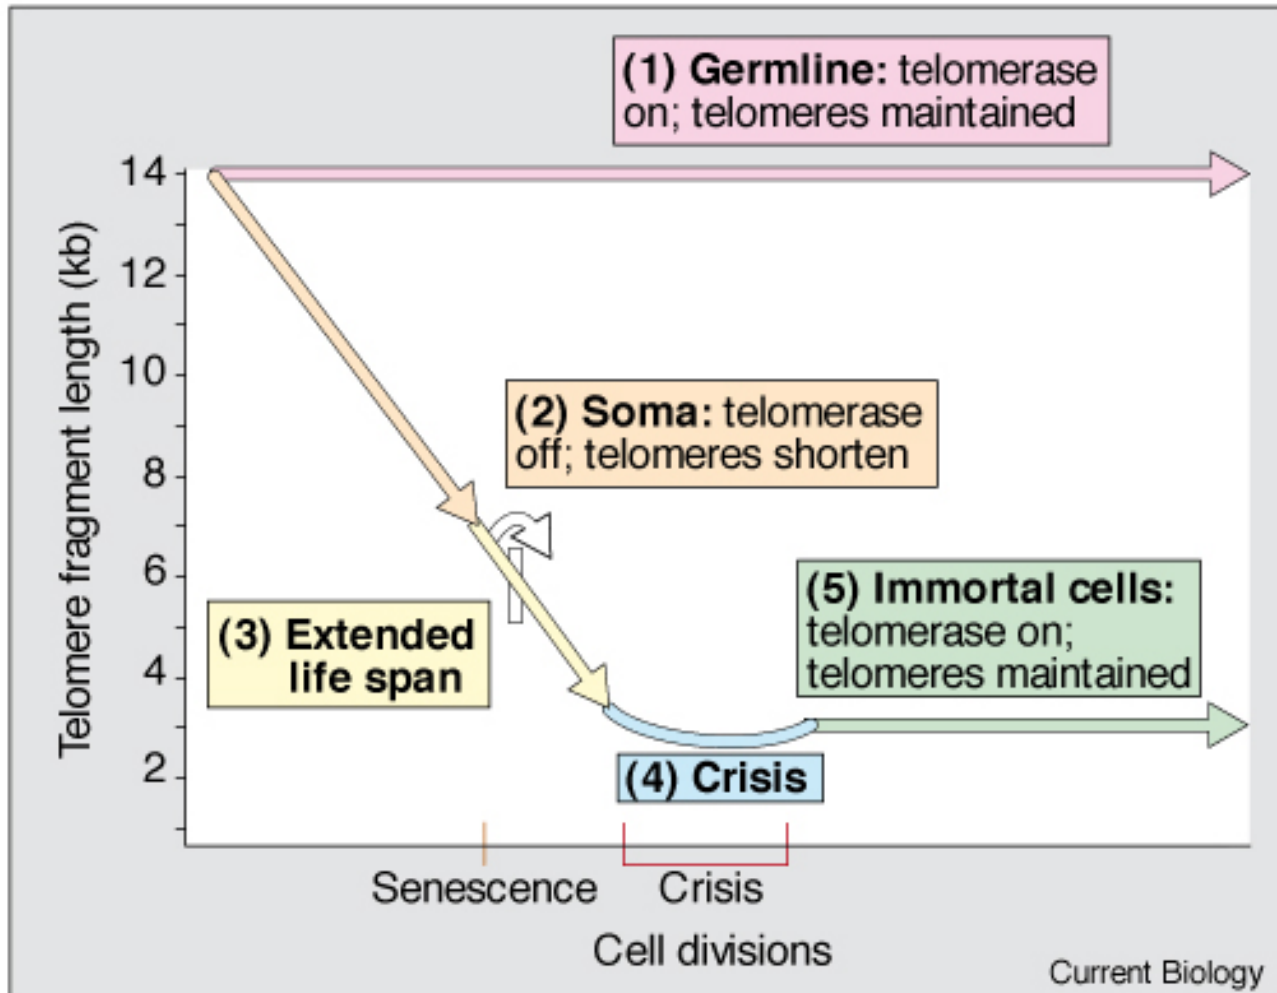 (1) Germline: telomerase
on; telomeres maintained
14
12
10
8
6
4
2
Telomere fragment length (kb)
(2) Soma: telomerase
off; telomeres shorten
(3) Extended
life span
(5) Immortal cells:
telomerase on;
telomeres maintained
(4) Crisis
Senescence
Crisis
Cell divisions
Current Biology